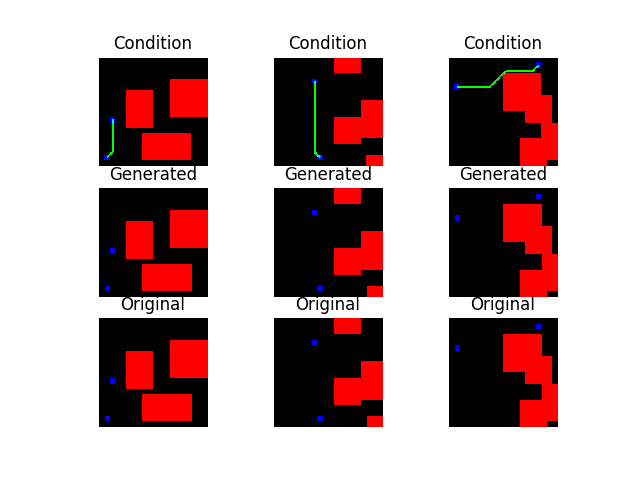 Condition
Condition
Condition
Generated
Generated
Generated
Original
Original
Original